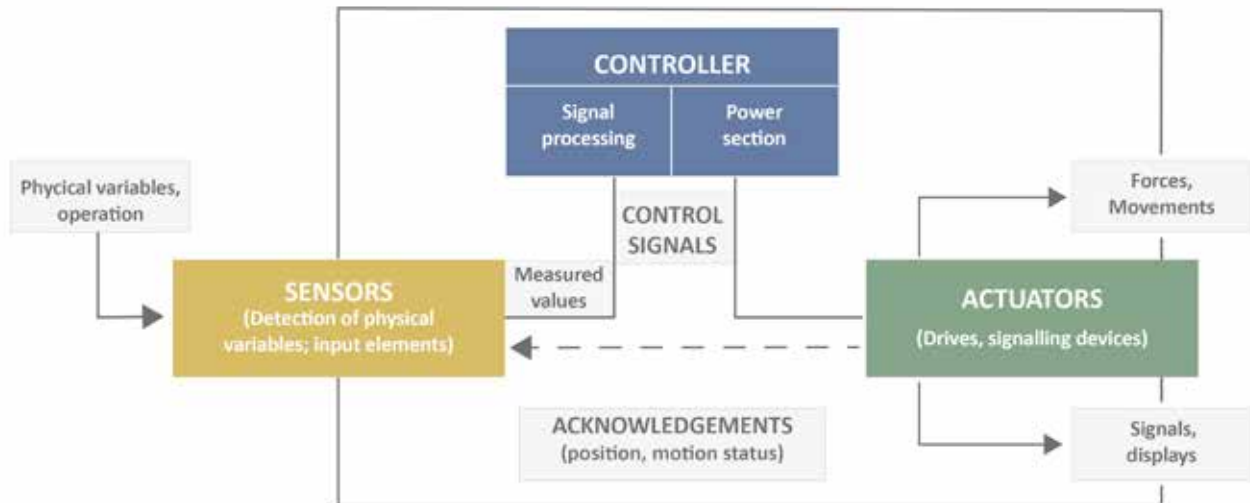 CONTROLLER
Signal
processing
Power
section
Phycical variables,
operation
Forces,
Movements
CONTROL
SIGNALS
SENSORS
(Detection of physical
variables; input elements)
Measured
values
ACTUATORS
(Drives, signalling devices)
ACKNOWLEDGEMENTS
(position, motion status)
Signals,
displays